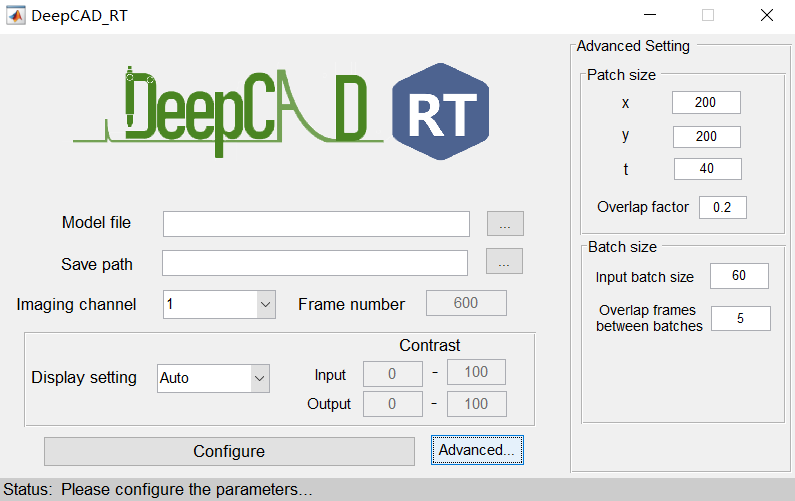 DeepCAD_RT
DeepCAD RT
Model file
...
Save path
...
Imaging channel 1 Frame number 600
Display setting Auto
Contrast
Input 0 - 100
Output 0 - 100
Configure Advanced...
Advanced Setting
Patch size
x 200
y 200
t 40
Overlap factor 0.2
Batch size
Input batch size 60
Overlap frames
between batches 5
Status: Please configure the parameters...